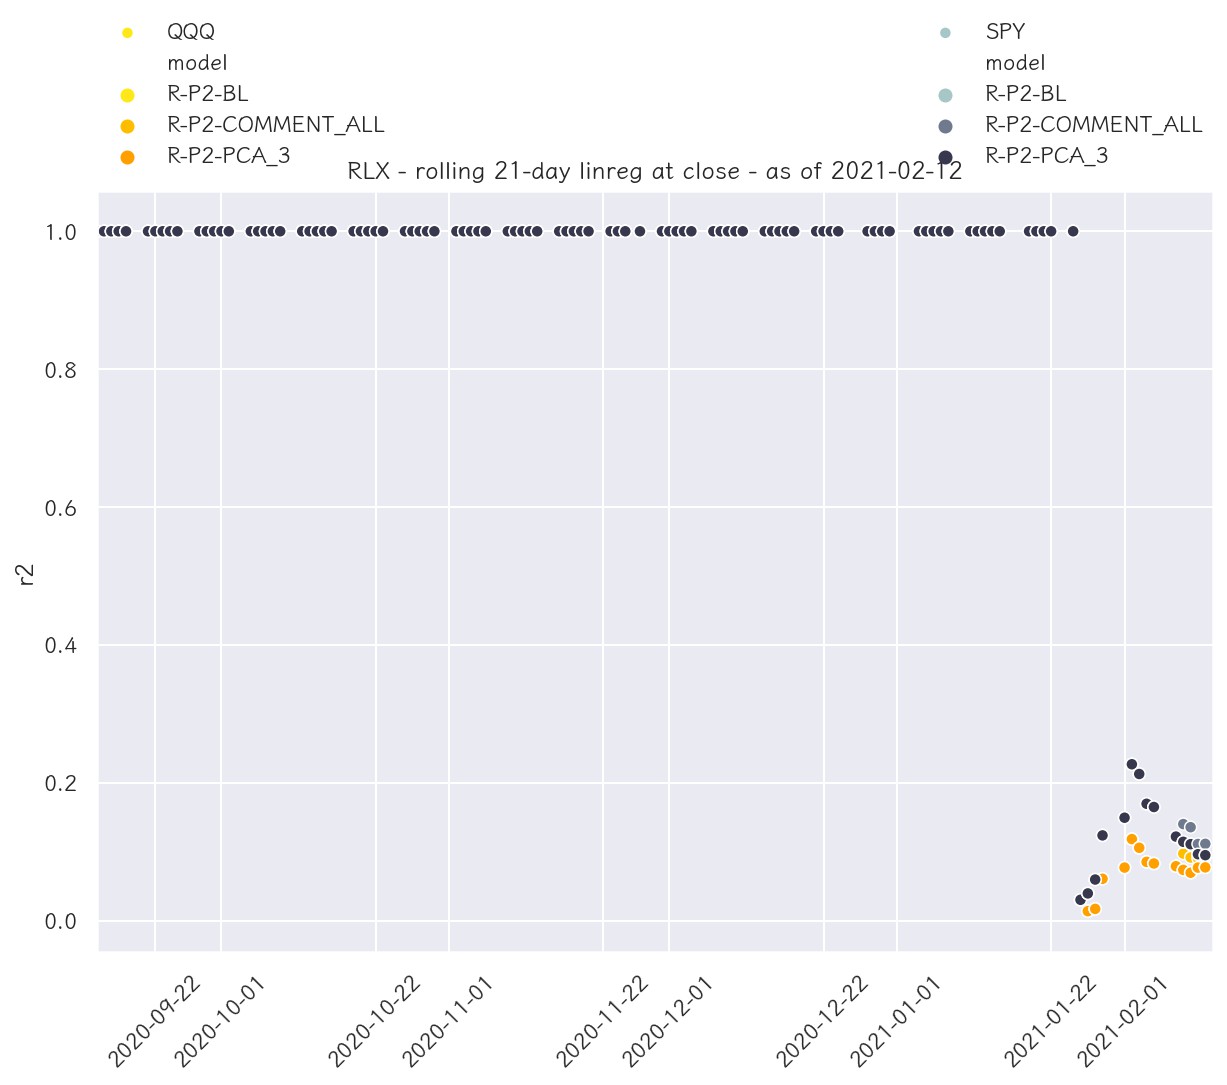 QQQ
model
R-P2-BL
R-P2-COMMENT_ALL
R-P2-PCA_3
SPY
model
R-P2-BL
R-P2-COMMENT_ALL
R-P2-PCA_3
RLX - rolling 21-day linreg at close - as of 2021-02-12
1.0
0.8
0.6
0.4
0.2
0.0
r2
2020-09-22
2020-10-01
2020-10-22
2020-11-01
2020-11-22
2020-12-01
2020-12-22
2021-01-01
2021-01-22
2021-02-01